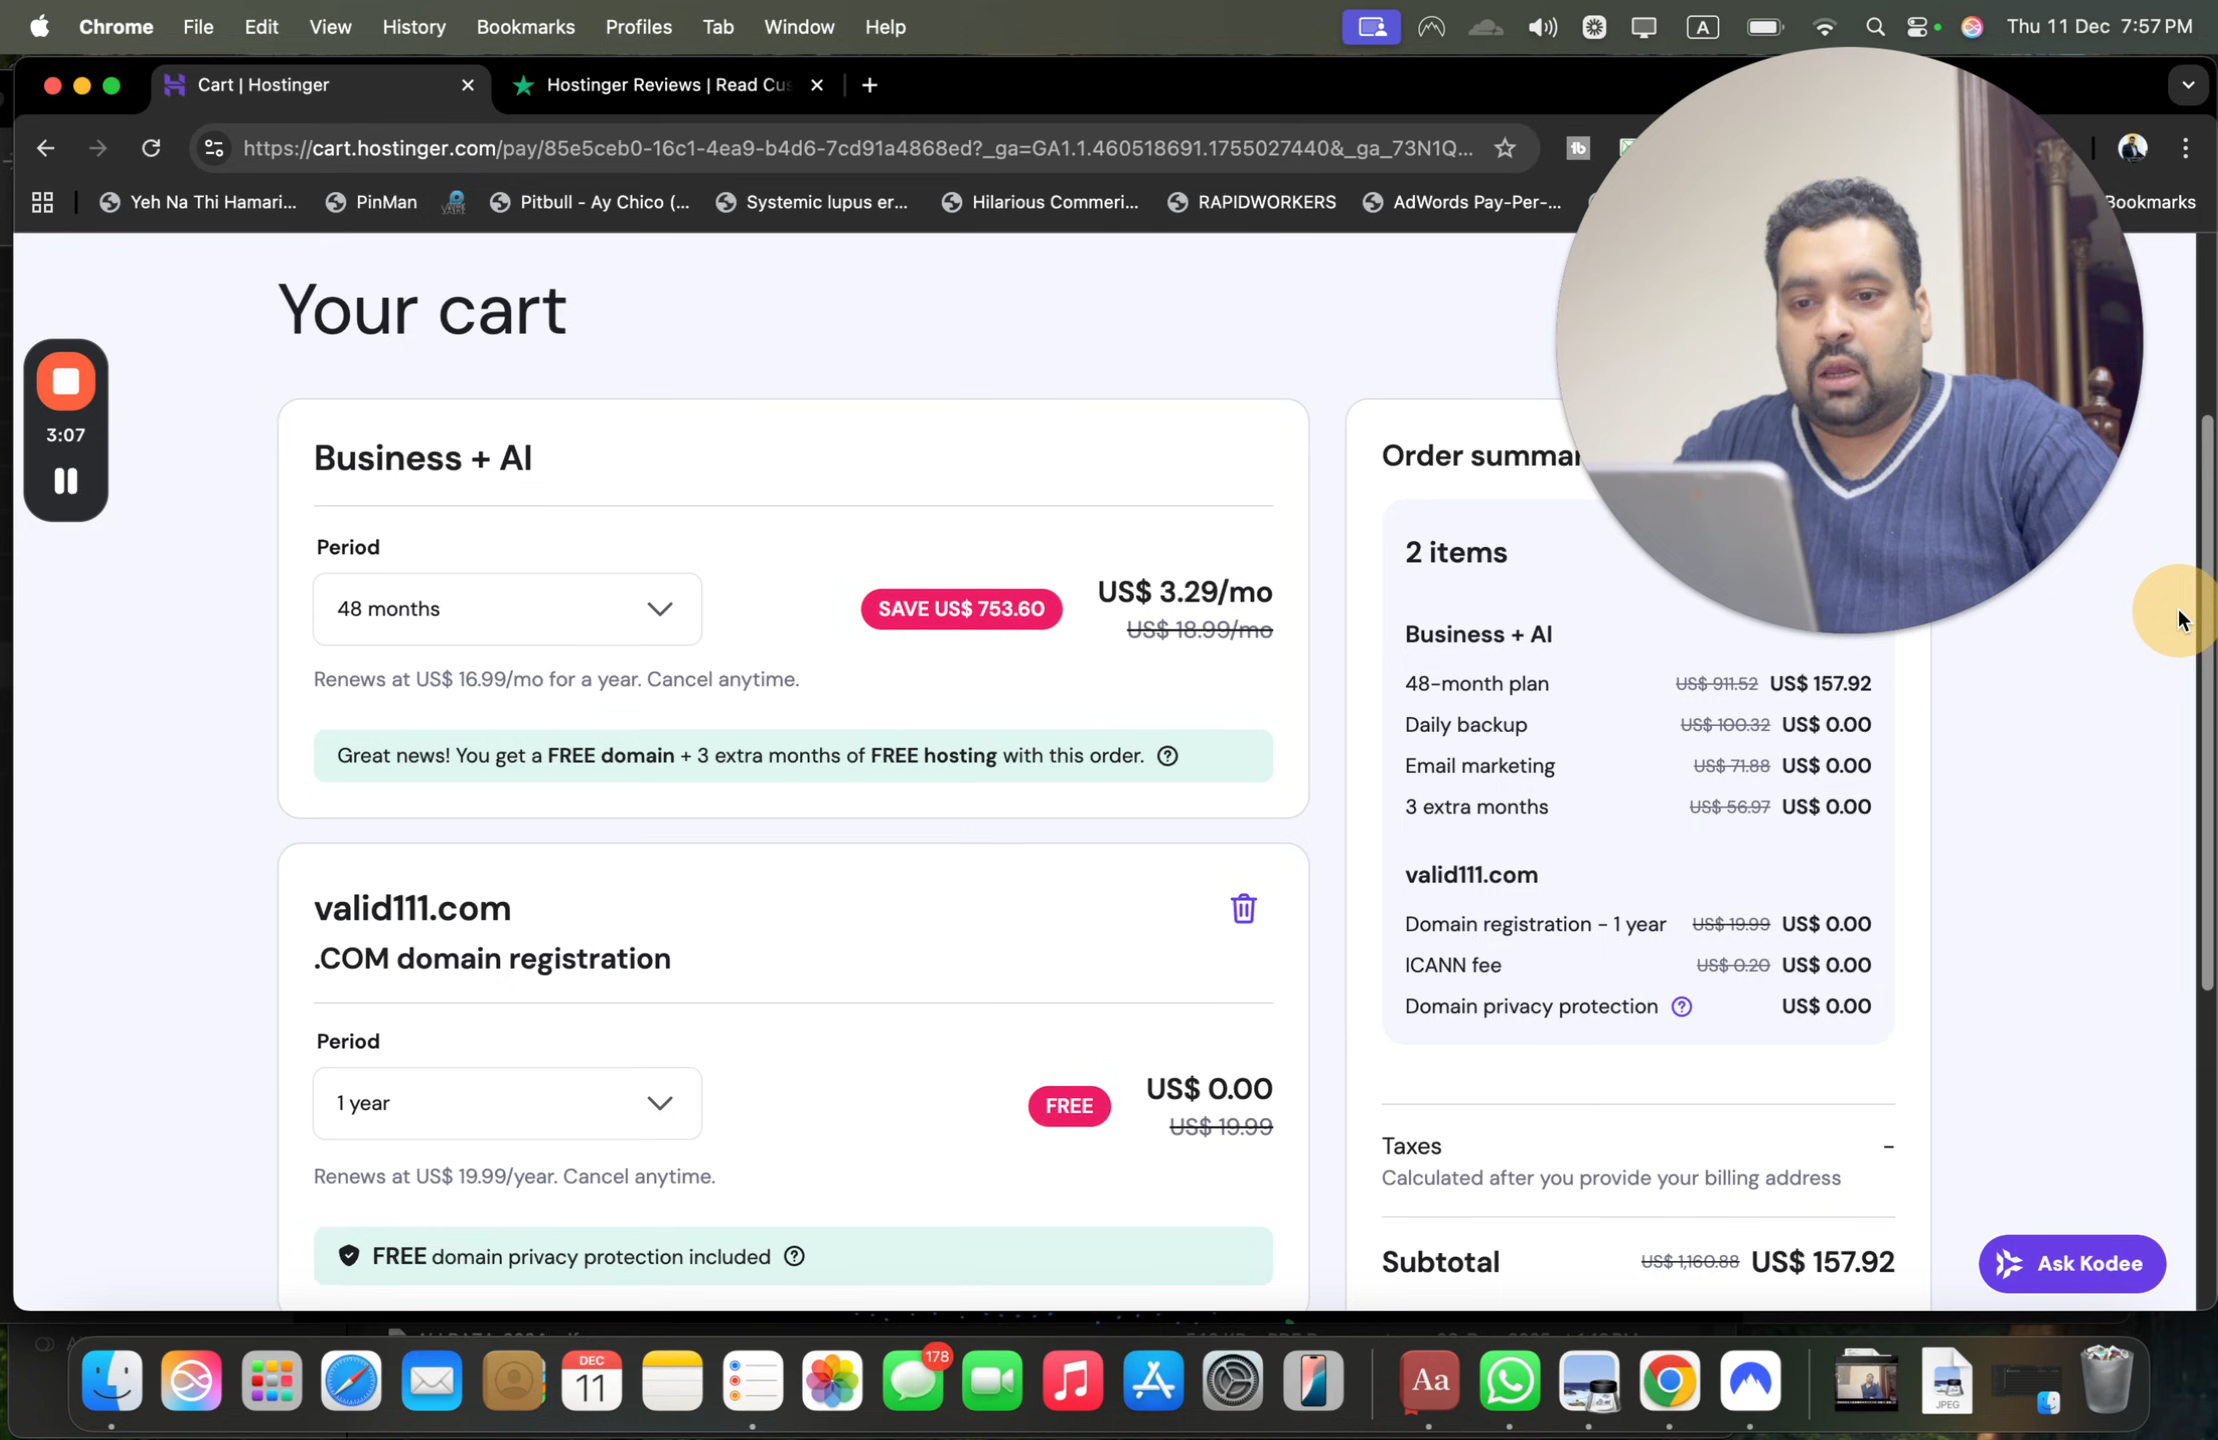 Chrome File Edit View History Bookmarks Profiles Tab Window Help A Thu 11 Dec 7:57 PM
Cart | Hostinger
Hostinger Reviews | Read Cus
https://cart.hostinger.com/pay/85e5ceb0-16c1-4ea9-b4d6-7cd91a4868ed?_ga=GA1.1.460518691.1755027440&_ga_73N1Q...
Yeh Na Thi Hamari... PinMan Pitbull - Ay Chico (... Systemic lupus er... Hilarious Commeri... RAPIDWORKERS AdWords Pay-Per-... Bookmarks
Your cart
3:07
Business + AI
Period
48 months
SAVE US$ 753.60
US$ 3.29/mo
US$ 18.99/mo
Renews at US$ 16.99/mo for a year. Cancel anytime.
Great news! You get a FREE domain + 3 extra months of FREE hosting with this order.
valid111.com
.COM domain registration
Period
1 year
FREE
US$ 0.00
US$ 19.99
Renews at US$ 19.99/year. Cancel anytime.
FREE domain privacy protection included
Order summar
2 items
Business + AI
48-month plan US$ 911.52 US$ 157.92
Daily backup US$ 100.32 US$ 0.00
Email marketing US$ 71.88 US$ 0.00
3 extra months US$ 56.97 US$ 0.00
valid111.com
Domain registration - 1 year US$ 19.99 US$ 0.00
ICANN fee US$ 0.20 US$ 0.00
Domain privacy protection US$ 0.00
Taxes -
Calculated after you provide your billing address
Subtotal US$ 1,160.88 US$ 157.92
Ask Kodee
DEC
11
178
Aa
JPEG